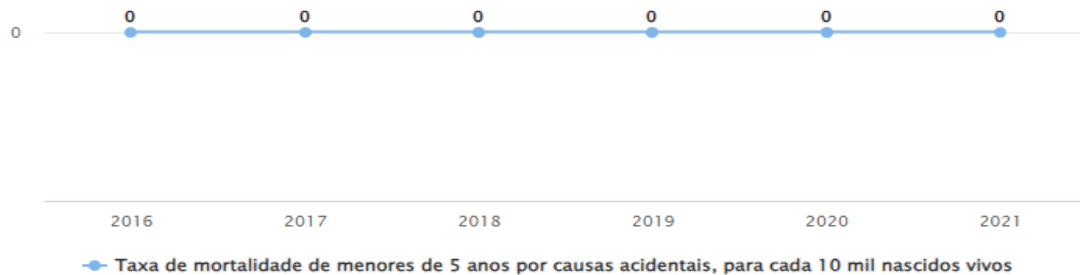 0 0 0 0 0 0
0
2016 2017 2018 2019 2020 2021
Taxa de mortalidade de menores de 5 anos por causas acidentais, para cada 10 mil nascidos vivos